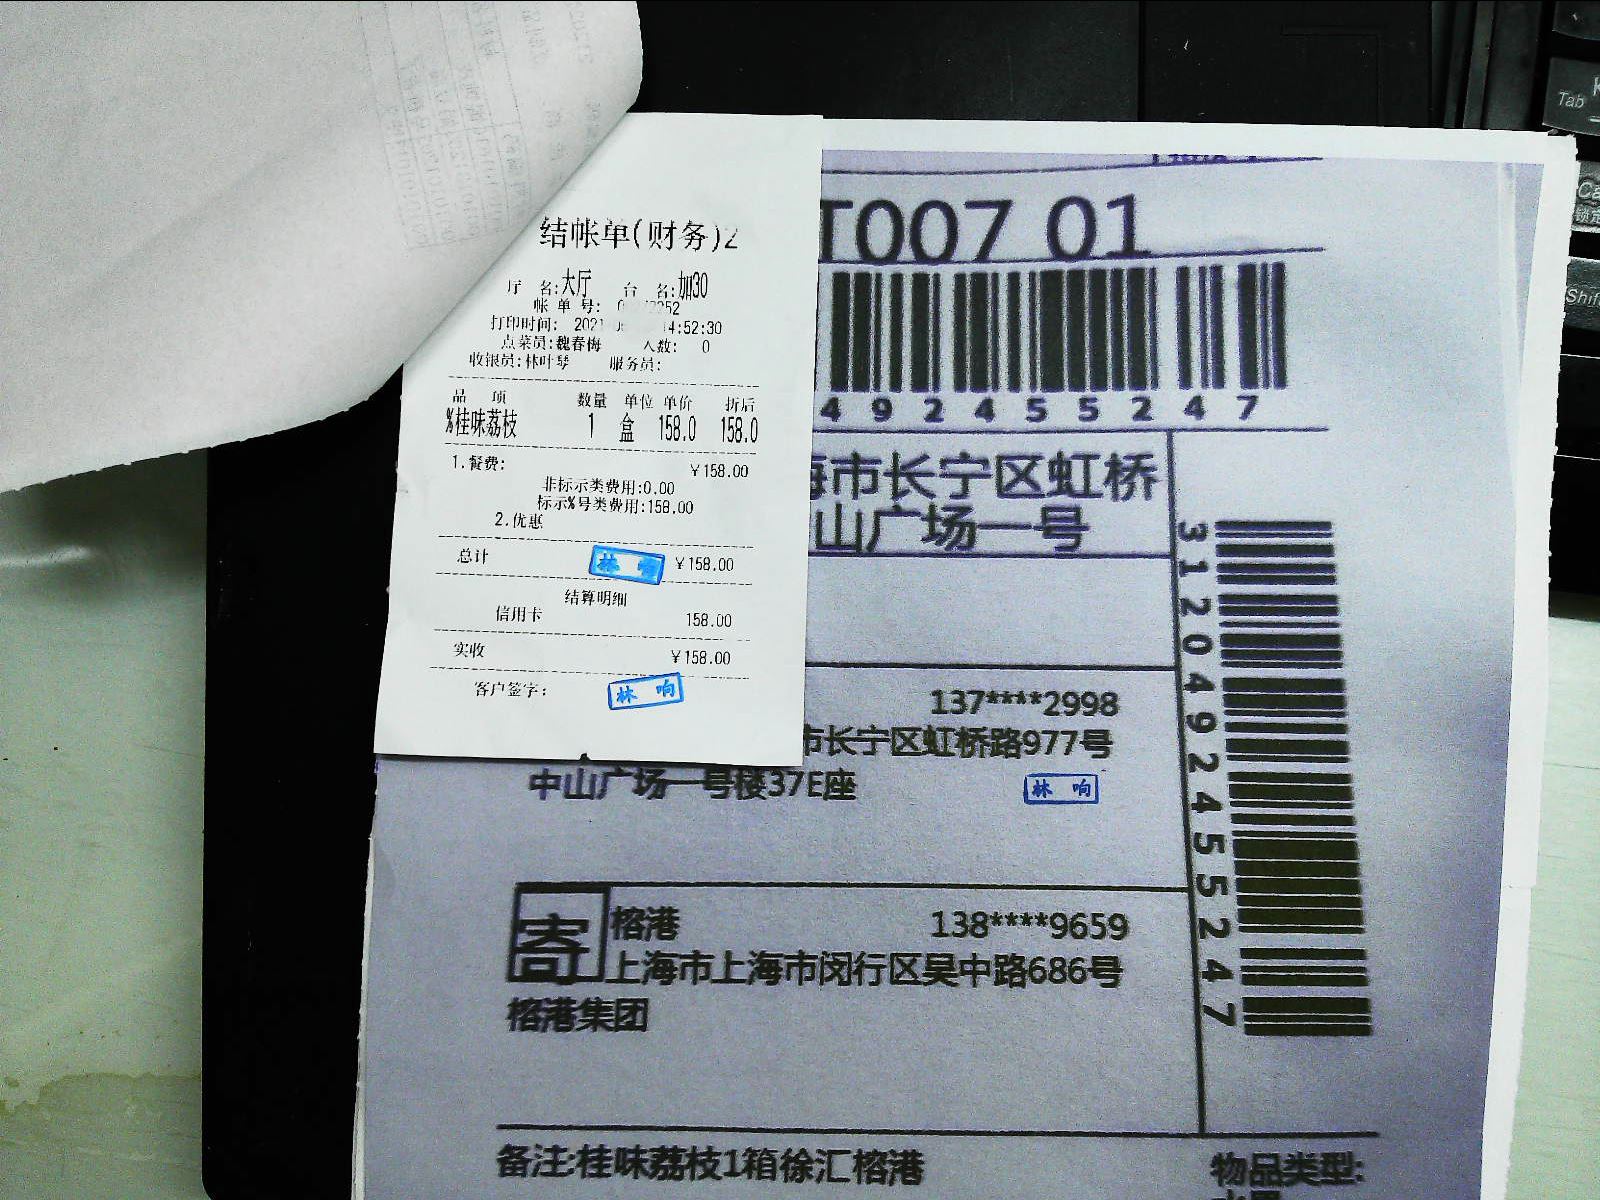 结帐单(财务)2
厅 名:大厅 台 名:加30
帐 单 号: 2252
打印时间: 2021 14:52:30
点菜员:魏春梅 人数: 0
收银员:林叶琴 服务员:
品 项 数量 单位 单价 折后
%桂味荔枝 1 盒 158.0 158.0
1.餐费: ¥158.00
非标示类费用:0.00
标示%号类费用:158.00
2.优惠
总计 林 响 ¥158.00
结算明细
信用卡 158.00
实收 ¥158.00
客户签字: 林 响
T007 01
492455247
海市长宁区虹桥
山广场一号
312049245524 7
137****2998
市长宁区虹桥路977号
中山广场一号楼37E座 林 响
寄 榕港 138****9659
上海市上海市闵行区吴中路686号
榕港集团
备注:桂味荔枝1箱徐汇榕港 物品类型:
Tab
Shift